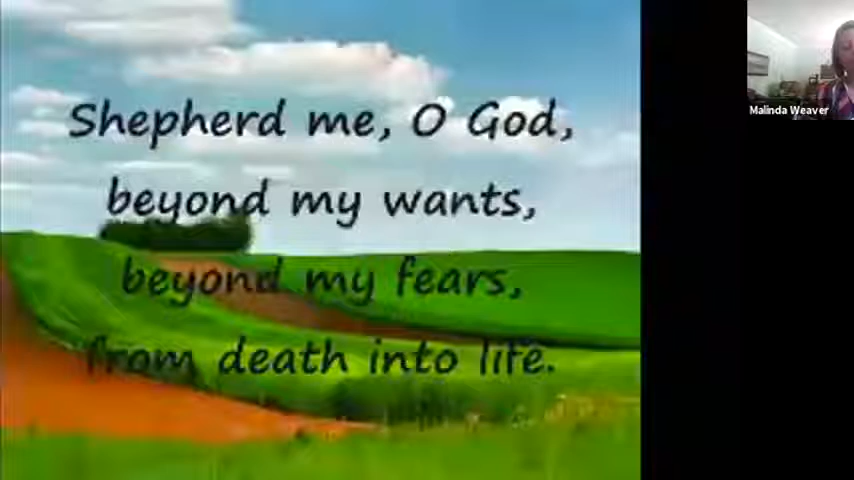 Shepherd me, O God,
beyond my wants,
beyond my fears,
from death into life.
Malinda Weaver